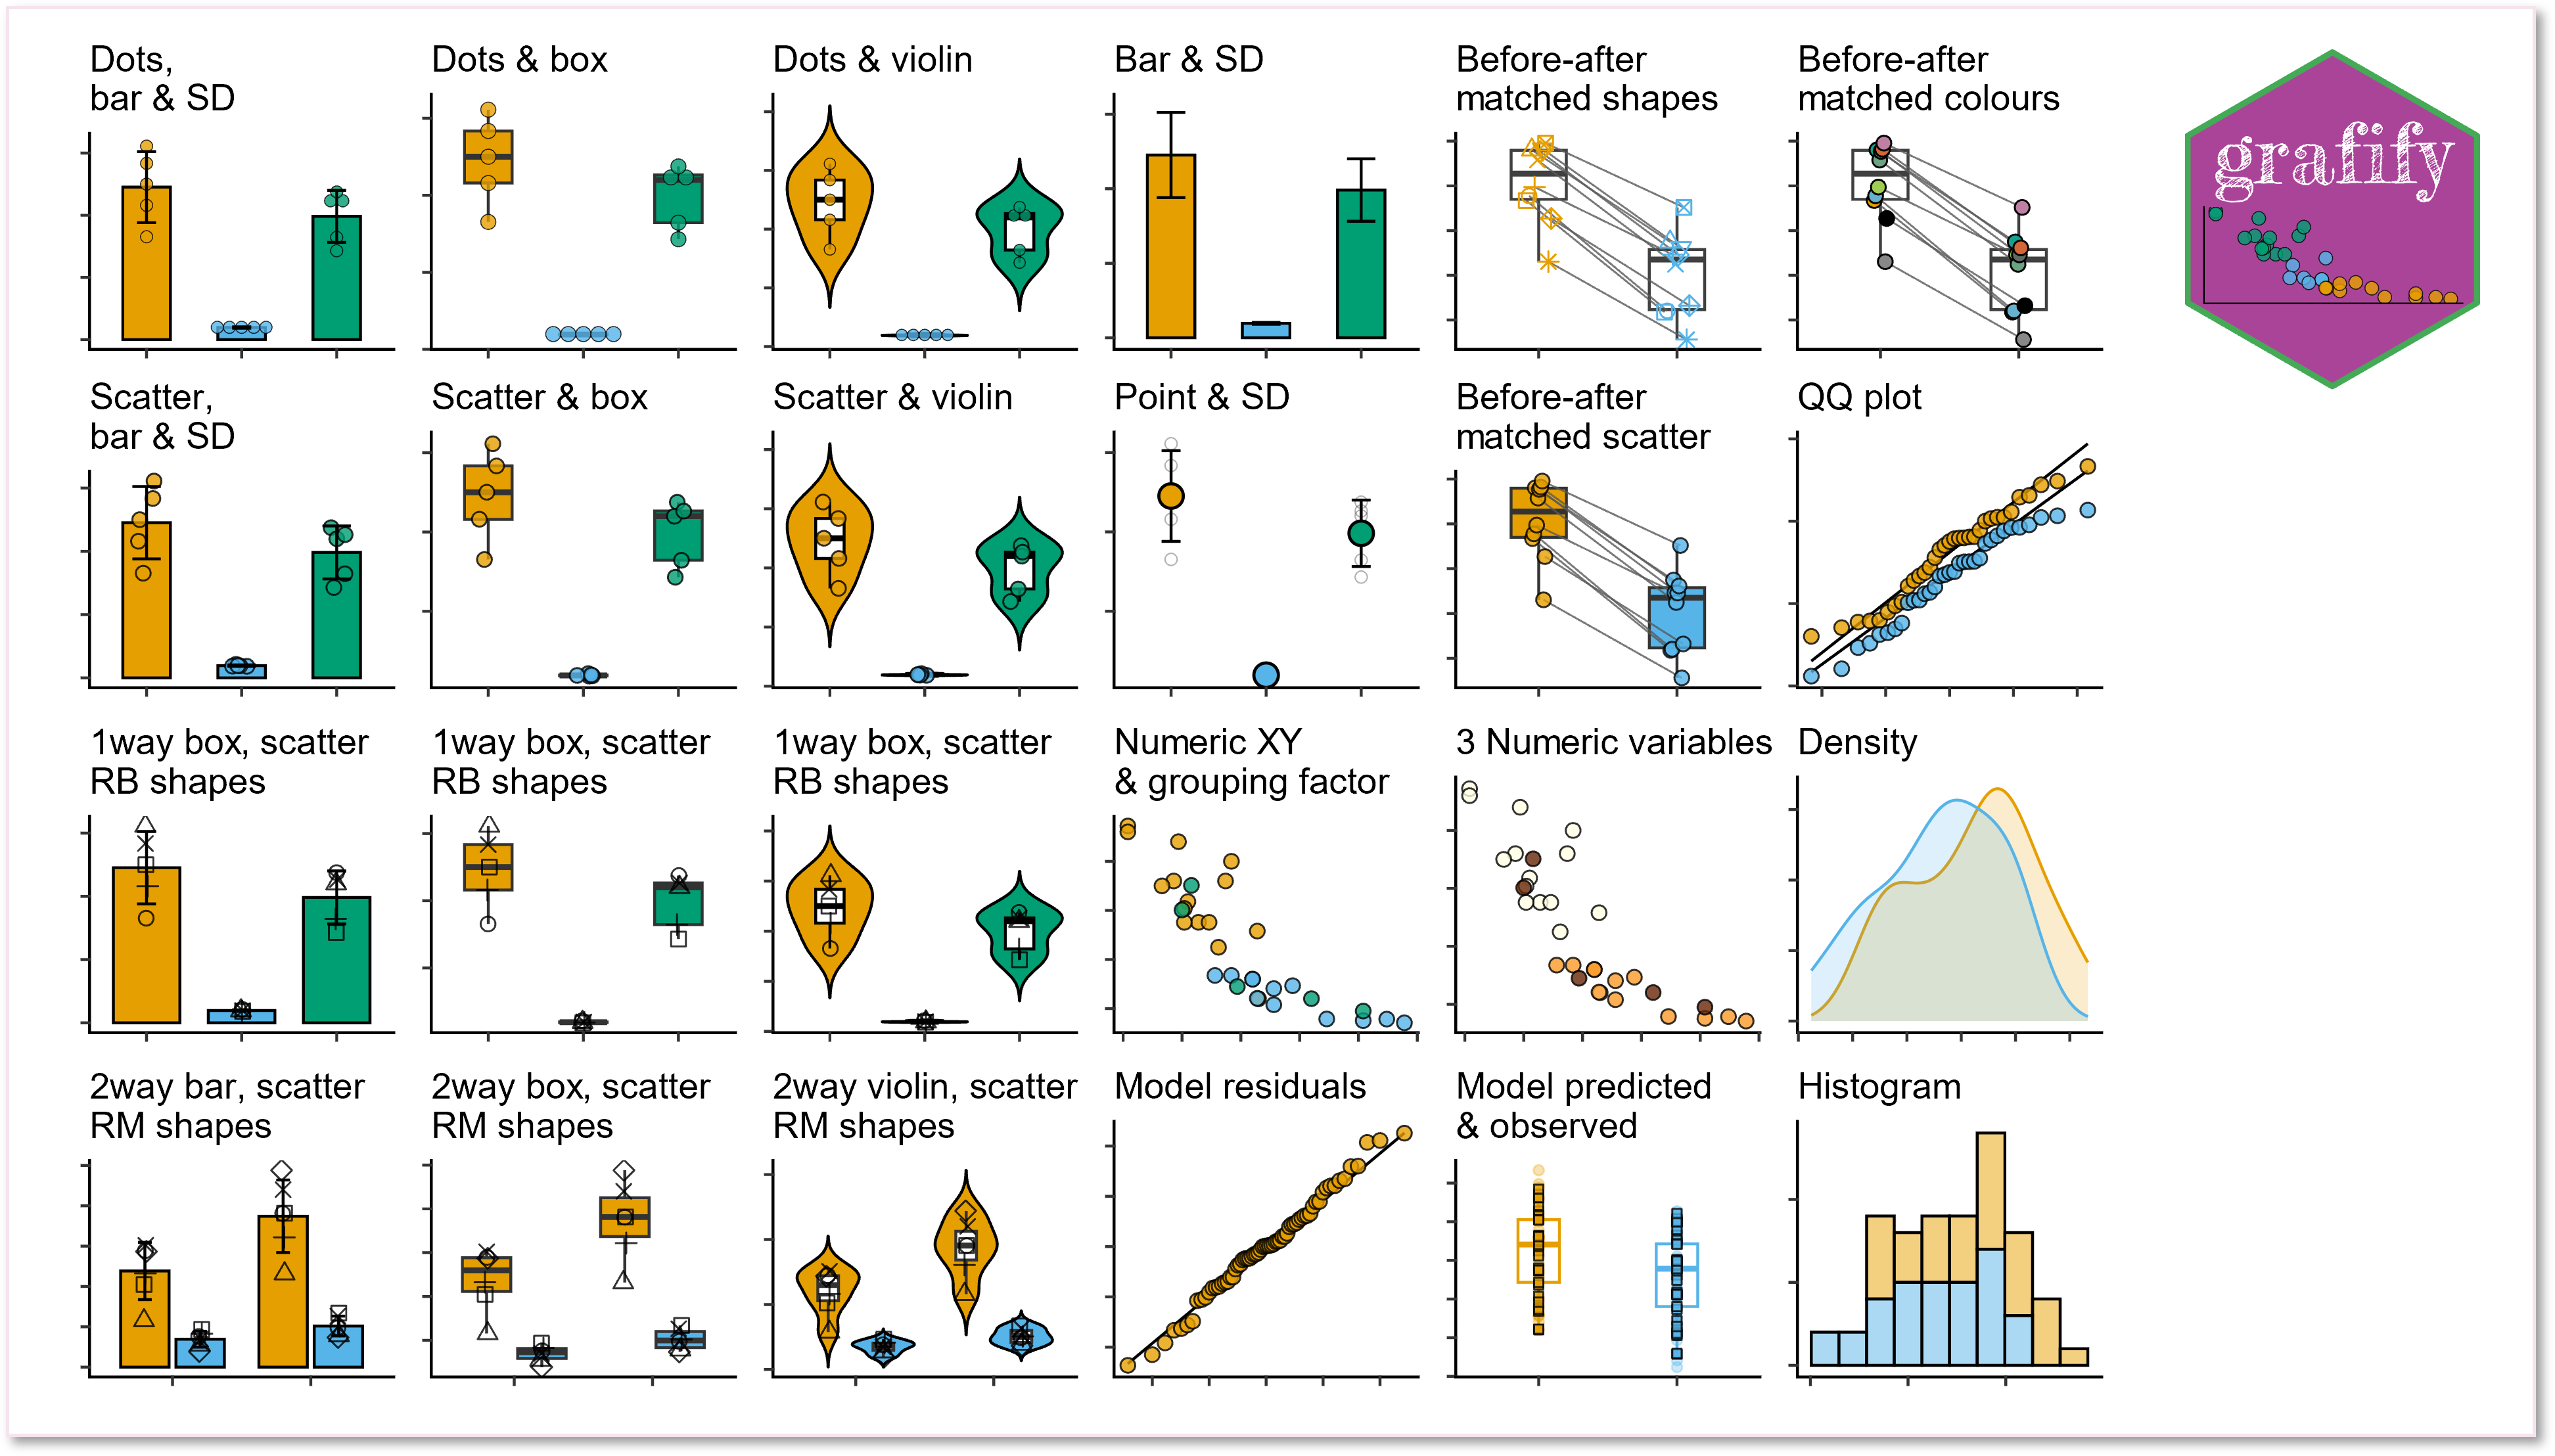 Dots,
bar & SD
Dots & box
Dots & violin
Bar & SD
Before-after
matched shapes
Before-after
matched colours
grafify
Scatter,
bar & SD
Scatter & box
Scatter & violin
Point & SD
Before-after
matched scatter
QQ plot
1way box, scatter
RB shapes
1way box, scatter
RB shapes
1way box, scatter
RB shapes
Numeric XY
& grouping factor
3 Numeric variables
Density
2way bar, scatter
RM shapes
2way box, scatter
RM shapes
2way violin, scatter
RM shapes
Model residuals
Model predicted
& observed
Histogram